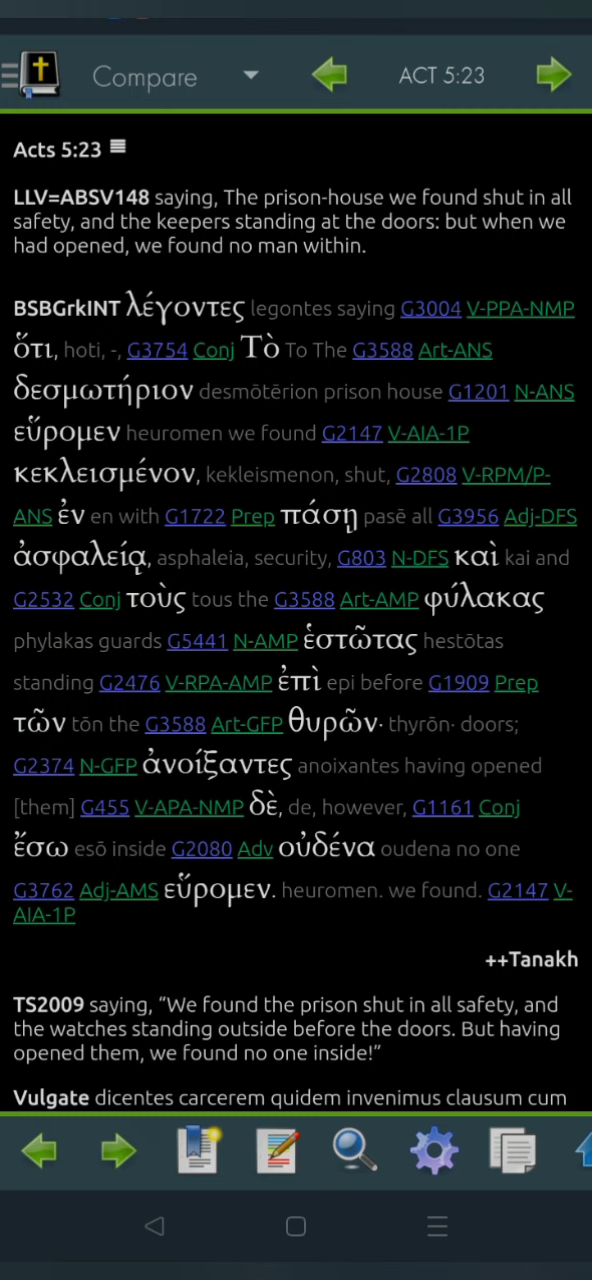 Compare
ACT 5:23
Acts 5:23
LLV=ABSV148 saying, The prison-house we found shut in all
safety, and the keepers standing at the doors: but when we
had opened, we found no man within.
BSBGrkINT λέγοντες legontes saying G3004 V-PPA-NMP
ὅτι, hoti, -, G3754 Conj Τὸ To The G3588 Art-ANS
δεσμωτήριον desmōtērion prison house G1201 N-ANS
εὕρομεν heuromen we found G2147 V-AIA-1P
κεκλεισμένον, kekleismenon, shut, G2808 V-RPM/P-
ANS ἐν en with G1722 Prep πάσῃ pasē all G3956 Adj-DFS
ἀσφαλείᾳ, asphaleia, security, G803 N-DFS καὶ kai and
G2532 Conj τοὺς tous the G3588 Art-AMP φύλακας
phylakas guards G5441 N-AMP ἑστῶτας hestōtas
standing G2476 V-RPA-AMP ἐπὶ epi before G1909 Prep
τῶν tōn the G3588 Art-GFP θυρῶν· thyrōn· doors;
G2374 N-GFP ἀνοίξαντες anoixantes having opened
[them] G455 V-APA-NMP δὲ, de, however, G1161 Conj
ἔσω esō inside G2080 Adv οὐδένα oudena no one
G3762 Adj-AMS εὕρομεν. heuromen. we found. G2147 V-
AIA-1P
++Tanakh
TS2009 saying, “We found the prison shut in all safety, and
the watches standing outside before the doors. But having
opened them, we found no one inside!”
Vulgate dicentes carcerem quidem invenimus clausum cum